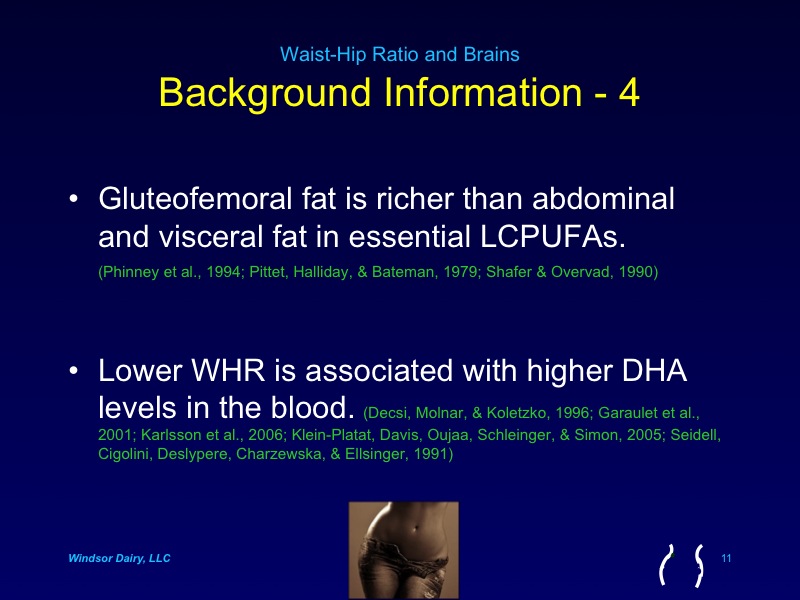 Waist-Hip Ratio and Brains
Background Information - 4
• Gluteofemoral fat is richer than abdominal
and visceral fat in essential LCPUFAs.
(Phinney et al., 1994; Pittet, Halliday, & Bateman, 1979; Shafer & Overvad, 1990)
• Lower WHR is associated with higher DHA
levels in the blood. (Decsi, Molnar, & Koletzko, 1996; Garaulet et al.,
2001; Karlsson et al., 2006; Klein-Platat, Davis, Oujaa, Schleinger, & Simon, 2005; Seidell,
Cigolini, Deslypere, Charzewska, & Ellsinger, 1991)
Windsor Dairy, LLC
11